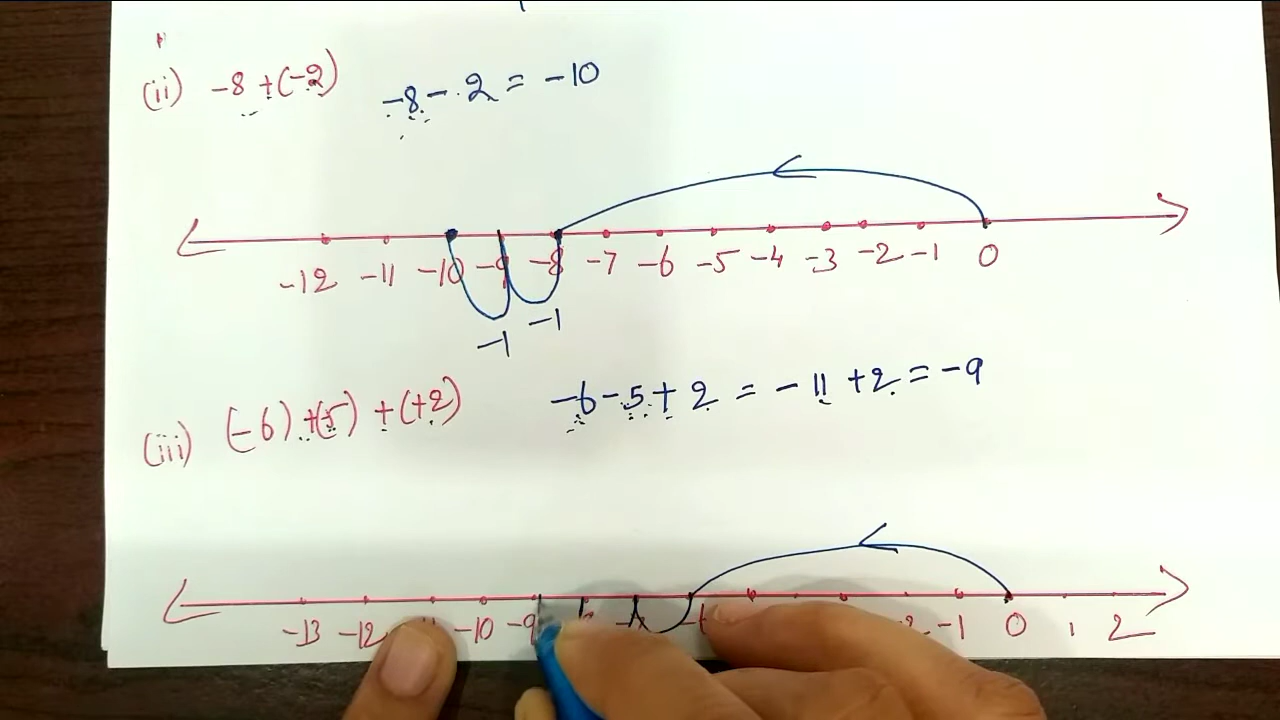 (ii) -8 +(-2) -8 - 2 = -10
-12 -11 -10 -9 -8 -7 -6 -5 -4 -3 -2 -1 0
-1 -1
(iii) (-6) +(-5) +(+2) -6 -5 + 2 = -11 +2 = -9
-13 -12 -10 -9 -1 0 1 2